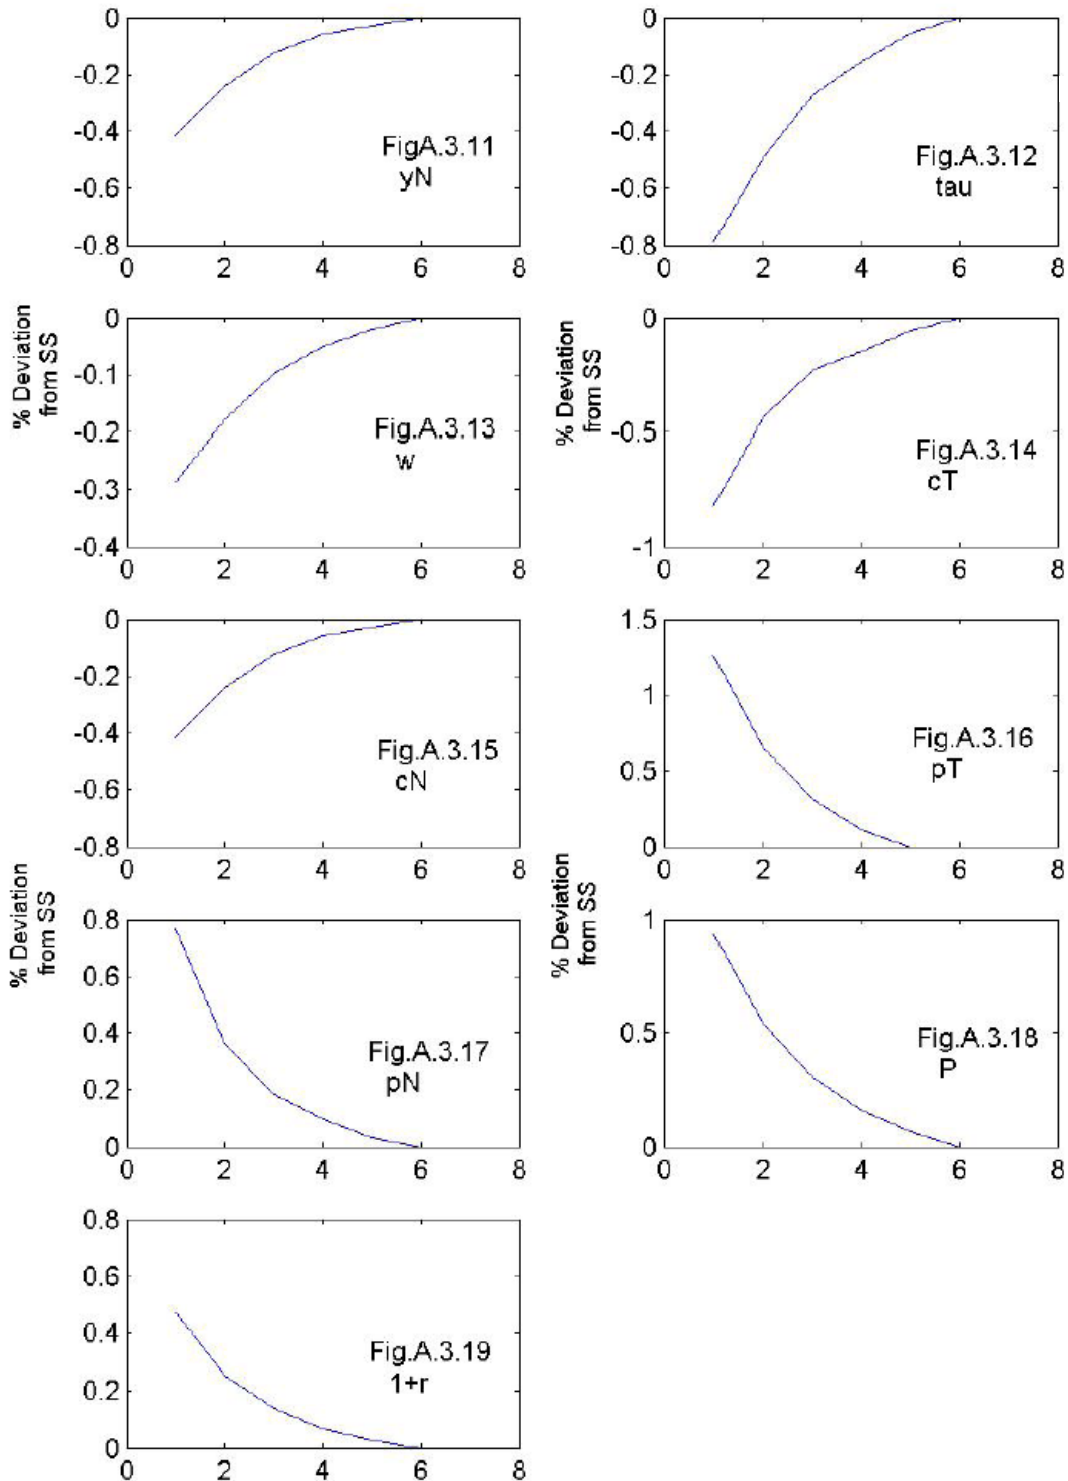 0
-0.2
-0.4
-0.6
-0.8
0 2 4 6 8
FigA.3.11
yN
0
-0.2
-0.4
-0.6
-0.8
0 2 4 6 8
Fig.A.3.12
tau
% Deviation
from SS
0
-0.1
-0.2
-0.3
-0.4
0 2 4 6 8
Fig.A.3.13
w
% Deviation
from SS
0
-0.5
-1
0 2 4 6 8
Fig.A.3.14
cT
0
-0.2
-0.4
-0.6
-0.8
0 2 4 6 8
Fig.A.3.15
cN
1.5
1
0.5
0
0 2 4 6 8
Fig.A.3.16
pT
% Deviation
from SS
0.8
0.6
0.4
0.2
0
0 2 4 6 8
Fig.A.3.17
pN
% Deviation
from SS
1
0.5
0
0 2 4 6 8
Fig.A.3.18
P
0.8
0.6
0.4
0.2
0
0 2 4 6 8
Fig.A.3.19
1+r